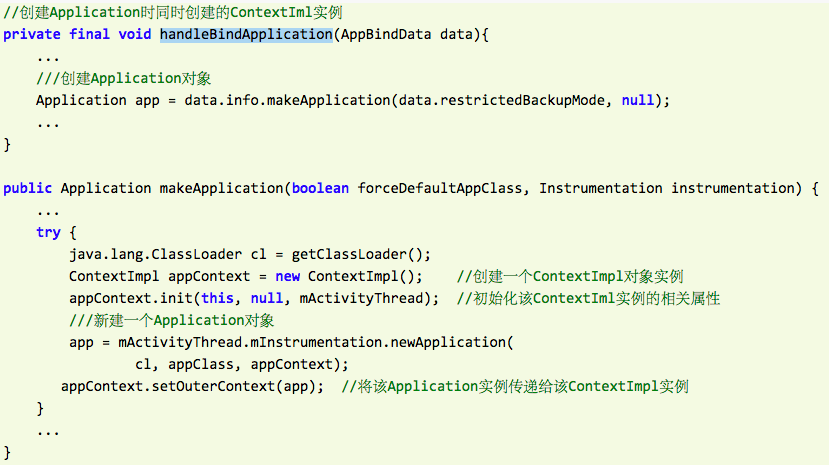 //创建Application时同时创建的ContextIml实例
private final void handleBindApplication(AppBindData data){
    ...
    ///创建Application对象
    Application app = data.info.makeApplication(data.restrictedBackupMode, null);
    ...
}

public Application makeApplication(boolean forceDefaultAppClass, Instrumentation instrumentation) {
    ...
    try {
        java.lang.ClassLoader cl = getClassLoader();
        ContextImpl appContext = new ContextImpl();    //创建一个ContextImpl对象实例
        appContext.init(this, null, mActivityThread);  //初始化该ContextIml实例的相关属性
        ///新建一个Application对象
        app = mActivityThread.mInstrumentation.newApplication(
                cl, appClass, appContext);
       appContext.setOuterContext(app);  //将该Application实例传递给该ContextImpl实例
    }
    ...
}